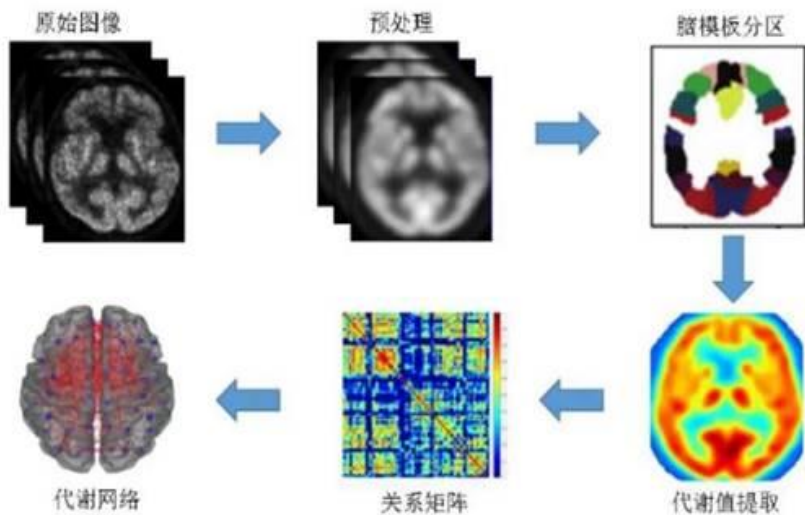 原始图像
预处理
脑模板分区
代谢网络
关系矩阵
代谢值提取